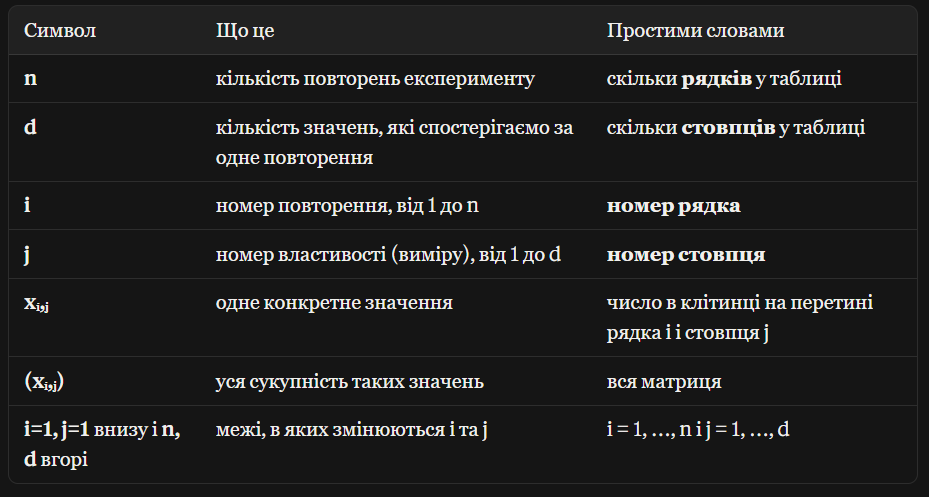 Символ Що це Простими словами
n кількість повторень експерименту скільки рядків у таблиці
d кількість значень, які спостерігаємо за одне повторення скільки стовпців у таблиці
i номер повторення, від 1 до n номер рядка
j номер властивості (виміру), від 1 до d номер стовпця
xᵢ,ⱼ одне конкретне значення число в клітинці на перетині рядка i і стовпця j
(xᵢ,ⱼ) уся сукупність таких значень вся матриця
i=1, j=1 внизу і n, d вгорі межі, в яких змінюються i та j i = 1, …, n і j = 1, …, d